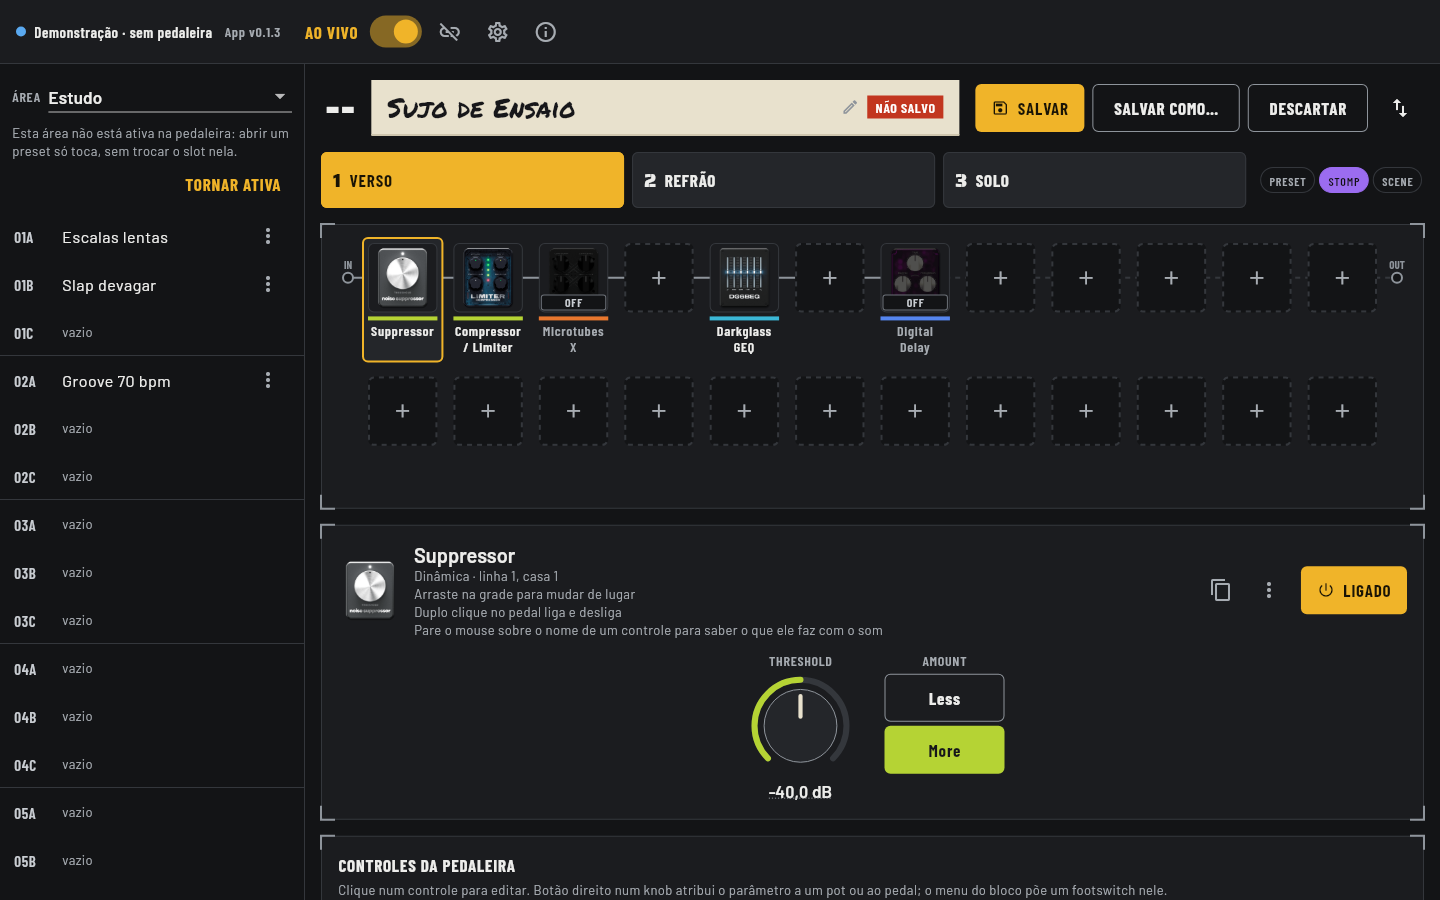 Demonstração · sem pedaleira App v0.1.3 AO VIVO
ÁREA Estudo
Esta área não está ativa na pedaleira: abrir um
preset só toca, sem trocar o slot nela.
TORNAR ATIVA
01A Escalas lentas
01B Slap devagar
01C vazio
02A Groove 70 bpm
02B vazio
02C vazio
03A vazio
03B vazio
03C vazio
04A vazio
04B vazio
04C vazio
05A vazio
05B vazio
-- Sujo de Ensaio NÃO SALVO SALVAR SALVAR COMO... DESCARTAR
1 VERSO 2 REFRÃO 3 SOLO PRESET STOMP SCENE
IN OUT
noise suppressor LIMITER OFF DGSBEQ OFF
Suppressor Compressor / Limiter Microtubes X Darkglass GEQ Digital Delay
Suppressor
Dinâmica · linha 1, casa 1
Arraste na grade para mudar de lugar
Duplo clique no pedal liga e desliga
Pare o mouse sobre o nome de um controle para saber o que ele faz com o som
noise suppressor
LIGADO
THRESHOLD AMOUNT
Less
More
-40,0 dB
CONTROLES DA PEDALEIRA
Clique num controle para editar. Botão direito num knob atribui o parâmetro a um pot ou ao pedal; o menu do bloco põe um footswitch nele.